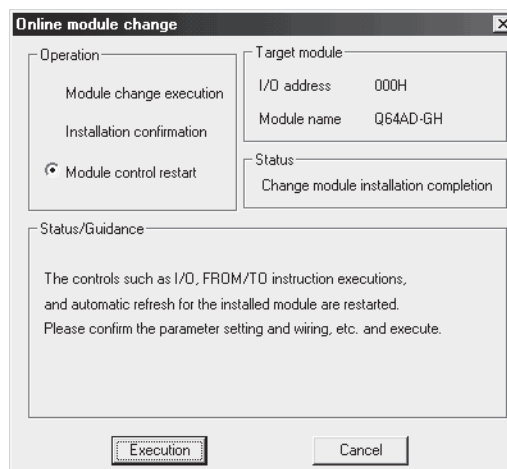 Online module change
Operation
Module change execution
Installation confirmation
Module control restart
Target module
I/O address 000H
Module name Q64AD-GH
Status
Change module installation completion
Status/Guidance
The controls such as I/O, FROM/TO instruction executions,
and automatic refresh for the installed module are restarted.
Please confirm the parameter setting and wiring, etc. and execute.
Execution Cancel